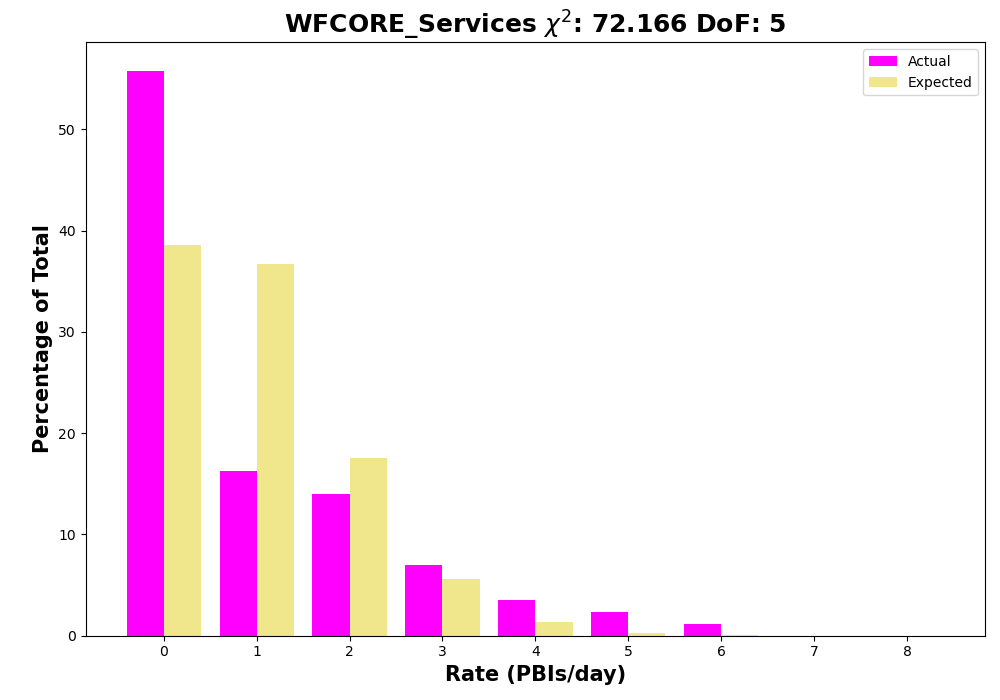 WFCORE_Services χ²: 72.166 DoF: 5
Actual
Expected
Percentage of Total
50
40
30
20
10
0
0 1 2 3 4 5 6 7 8
Rate (PBIs/day)